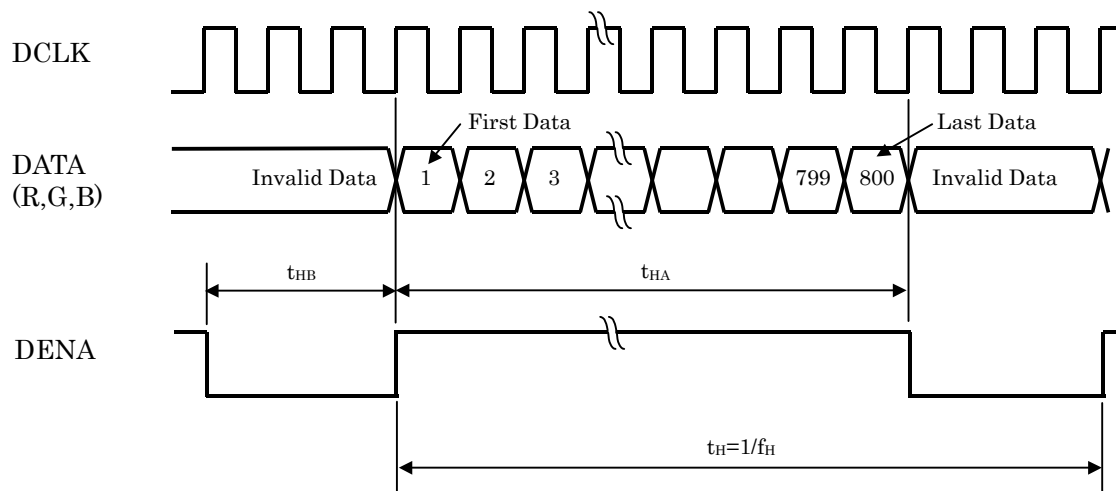 DCLK
First Data
Last Data
DATA
(R,G,B)
Invalid Data 1 2 3 799 800 Invalid Data
tHB
tHA
DENA
tH=1/fH